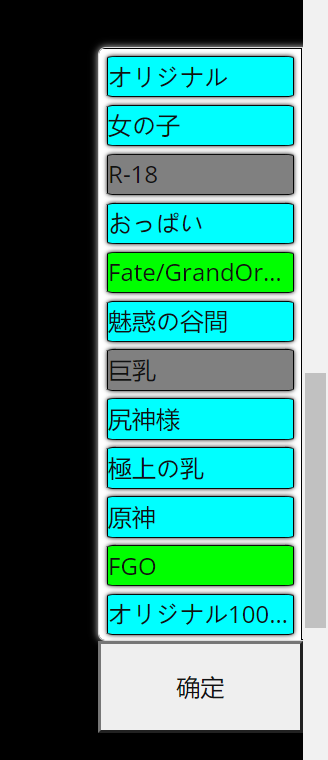 オリジナル
女の子
R-18
おっぱい
Fate/GrandOr...
魅惑の谷間
巨乳
尻神様
極上の乳
原神
FGO
オリジナル100...
确定